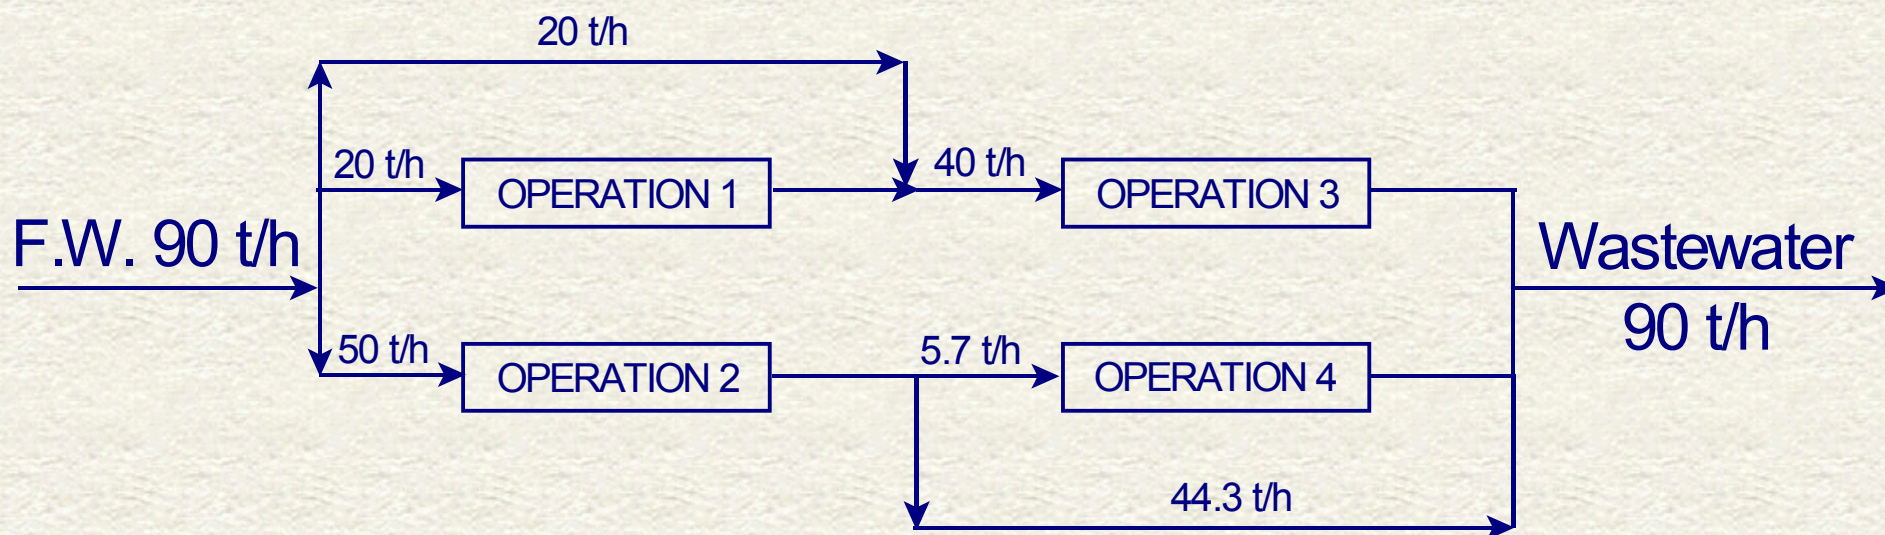 20 t/h
20 t/h
OPERATION 1
40 t/h
OPERATION 3
F.W. 90 t/h
Wastewater
90 t/h
50 t/h
OPERATION 2
5.7 t/h
OPERATION 4
44.3 t/h